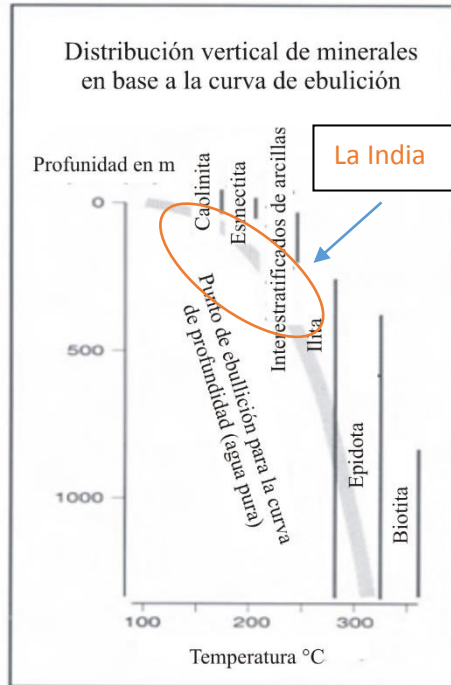 Distribución vertical de minerales
en base a la curva de ebulición
La India
Profunidad en m
Caolinita
Esmectita
Interestratificados de arcillas
Ilita
Epidota
Biotita
Punto de ebullición para la curva
de profundidad (agua pura)
0
500
1000
100 200 300
Temperatura °C